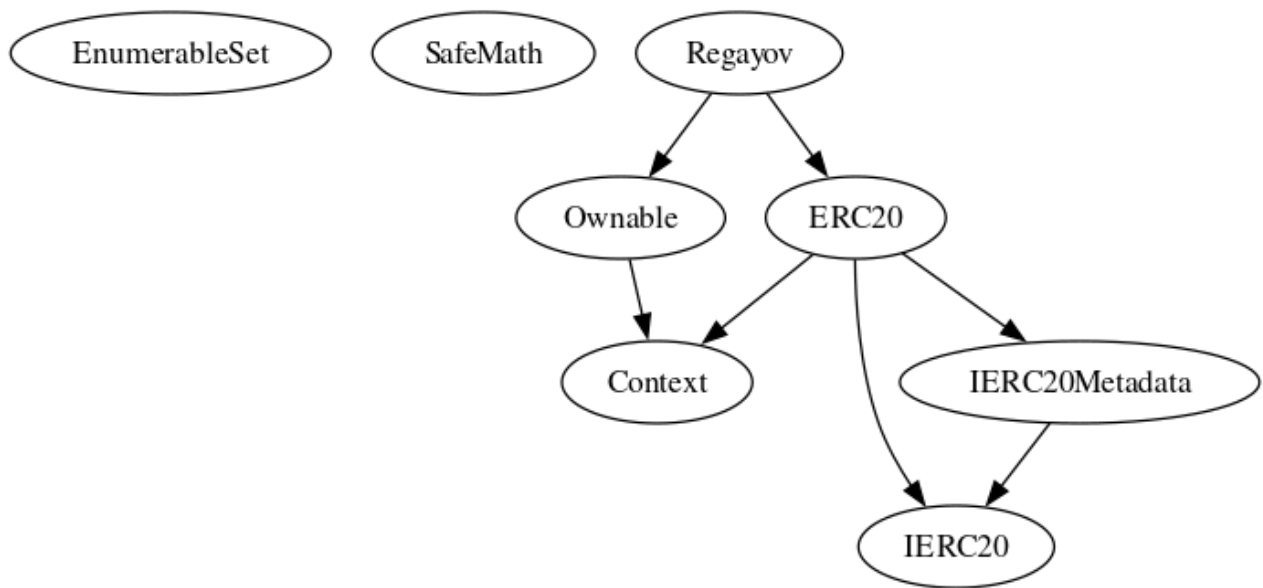 EnumerableSet
SafeMath
Regayov
Ownable
ERC20
Context
IERC20Metadata
IERC20